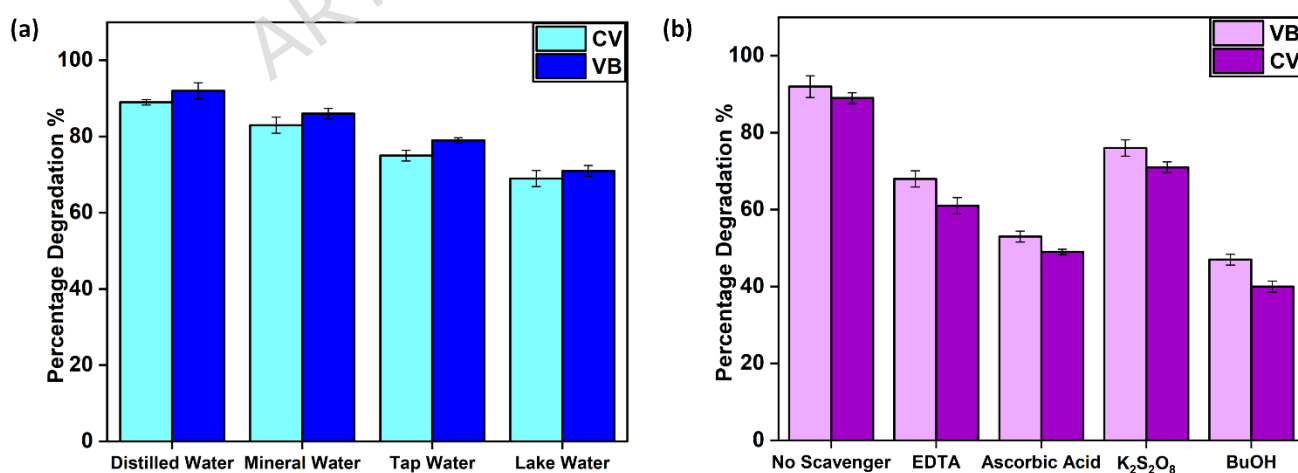 (a)
ART
CV
VB
Percentage Degradation %
100
80
60
40
20
0
Distilled Water Mineral Water Tap Water Lake Water
(b)
VB
CV
Percentage Degradation %
100
80
60
40
20
0
No Scavenger EDTA Ascorbic Acid K₂S₂O₈ BuOH